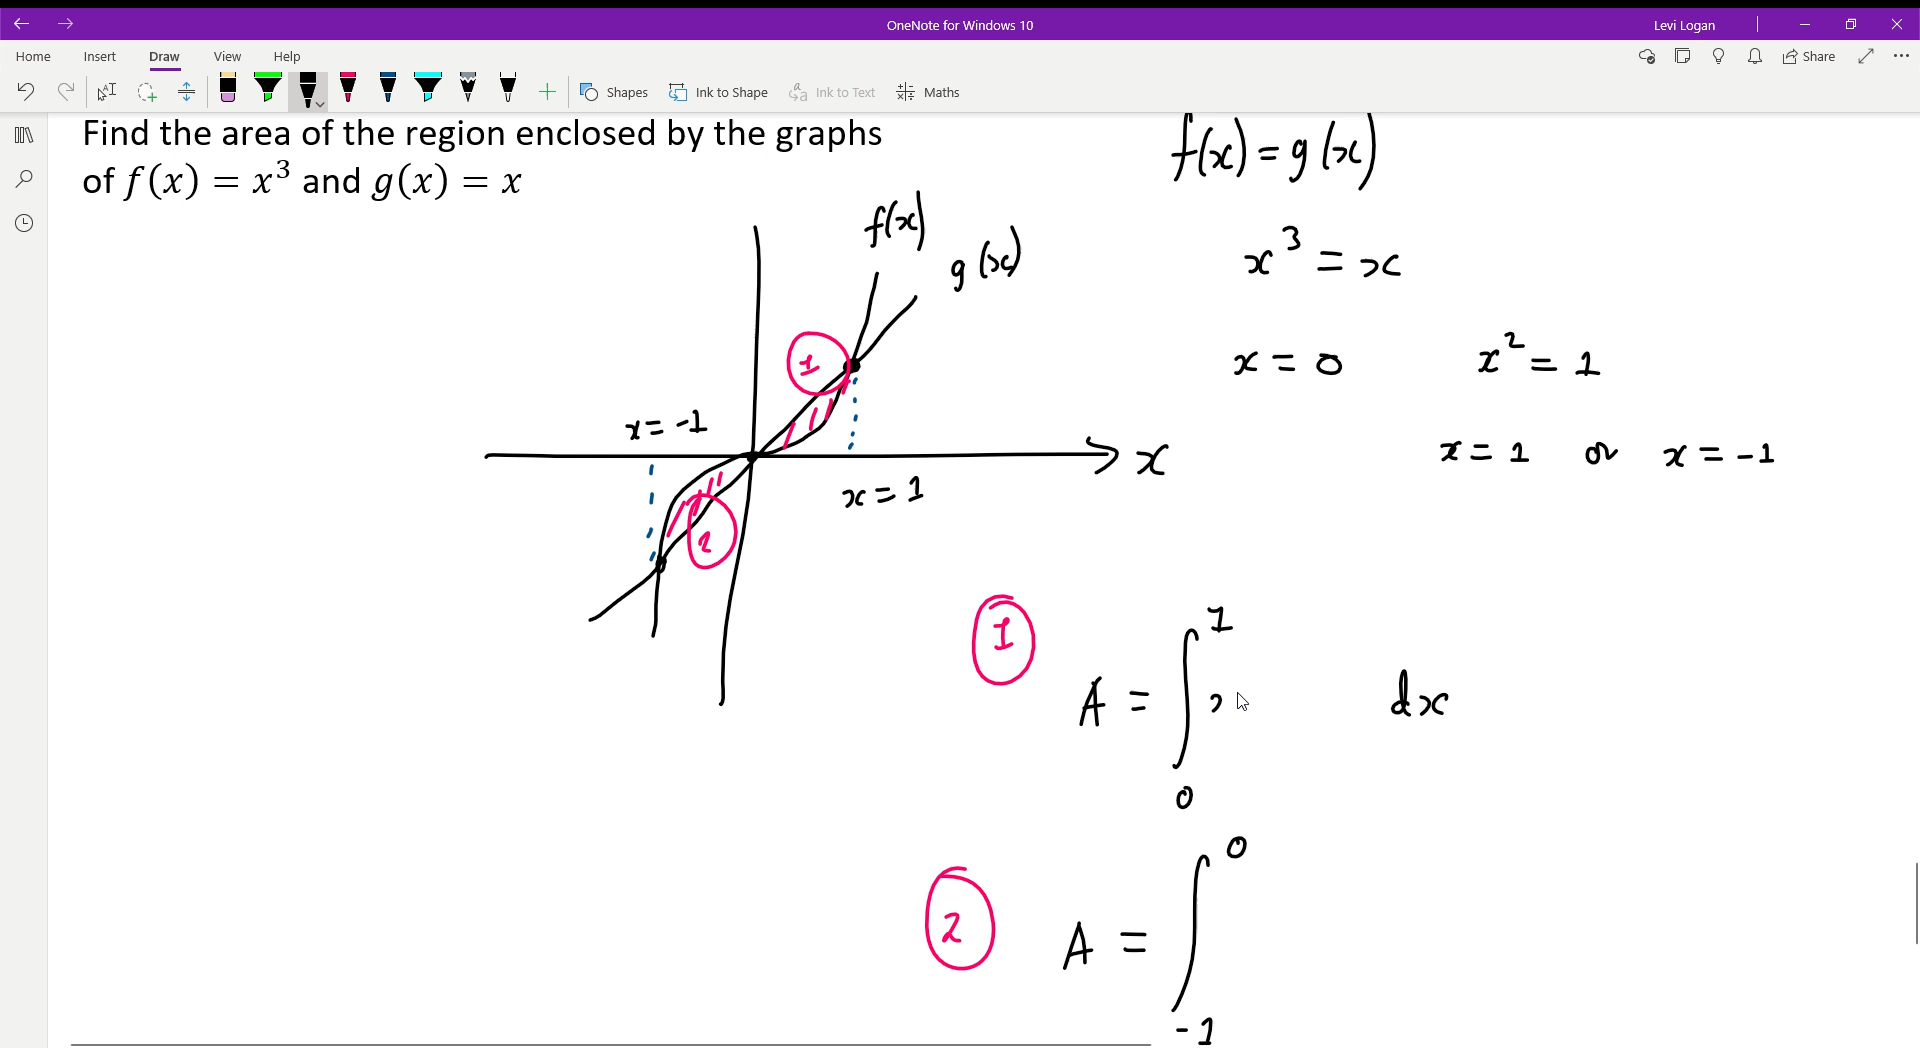 OneNote for Windows 10
Levi Logan
Home Insert Draw View Help
Share
Shapes Ink to Shape Ink to Text Maths
Find the area of the region enclosed by the graphs
of f(x) = x³ and g(x) = x
f(x) = g(x)
f(x)
g(x)
x³ = x
1
x = 0 x² = 1
x = -1
x
x = 1 or x = -1
x = 1
2
1
A = ∫ 1 0 dx
2
A = ∫ 0 -1